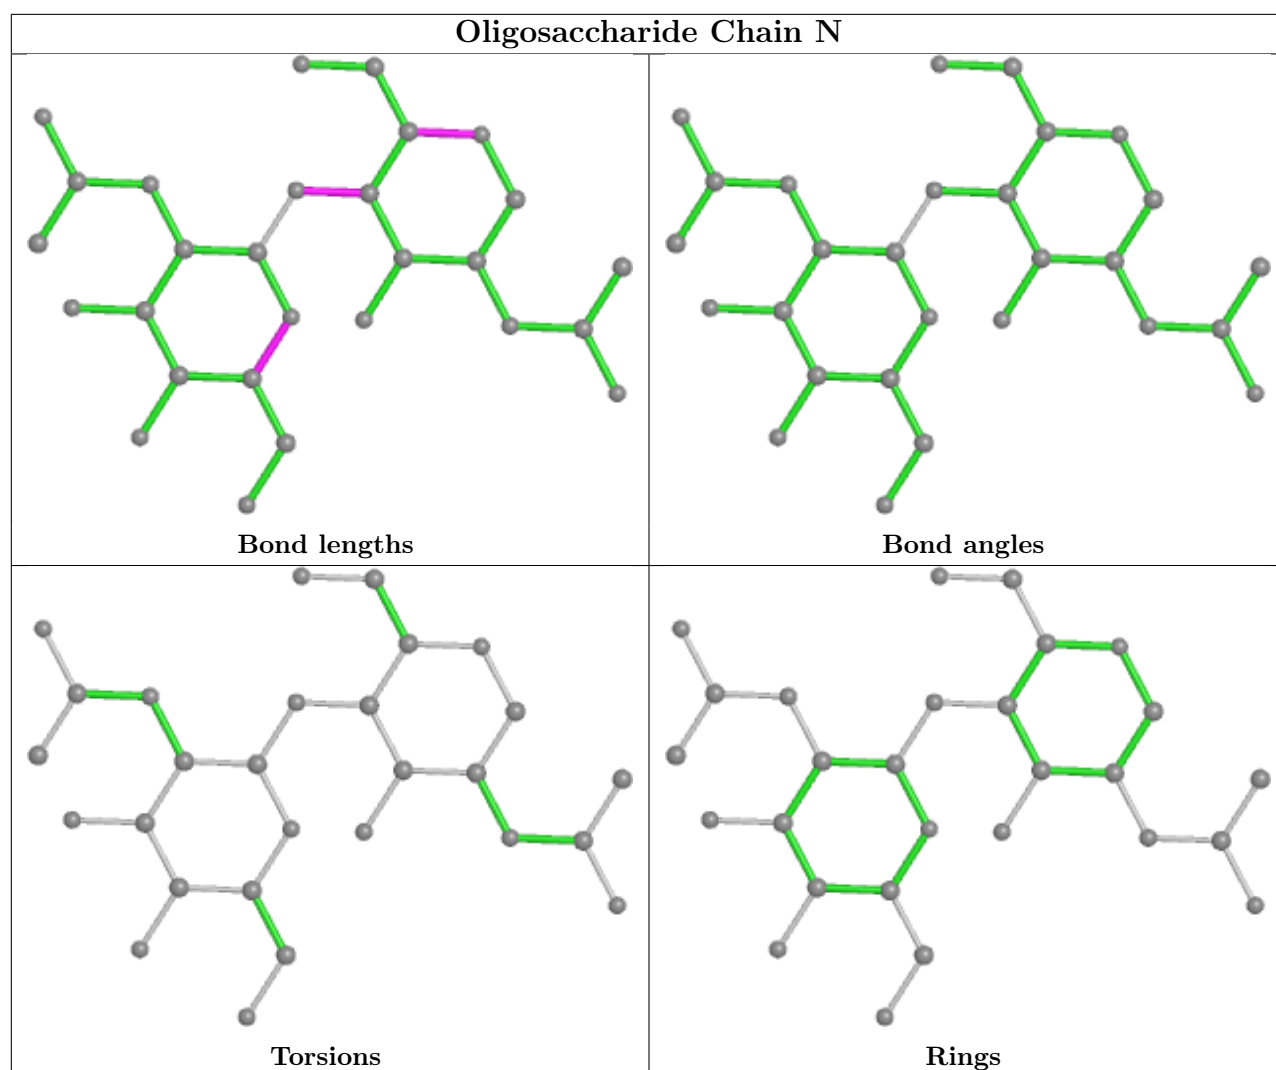 Oligosaccharide Chain N
Bond lengths
Bond angles
Torsions
Rings